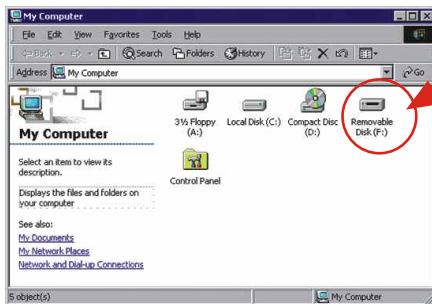 My Computer
File Edit View Favorites Tools Help
Back Search Folders History
Address My Computer Go
My Computer
Select an item to view its
description.
Displays the files and folders on
your computer
See also:
My Documents
My Network Places
Network and Dial-up Connections
3½ Floppy
(A:)
Local Disk (C:)
Compact Disc
(D:)
Removable
Disk (F:)
Control Panel
5 object(s) My Computer